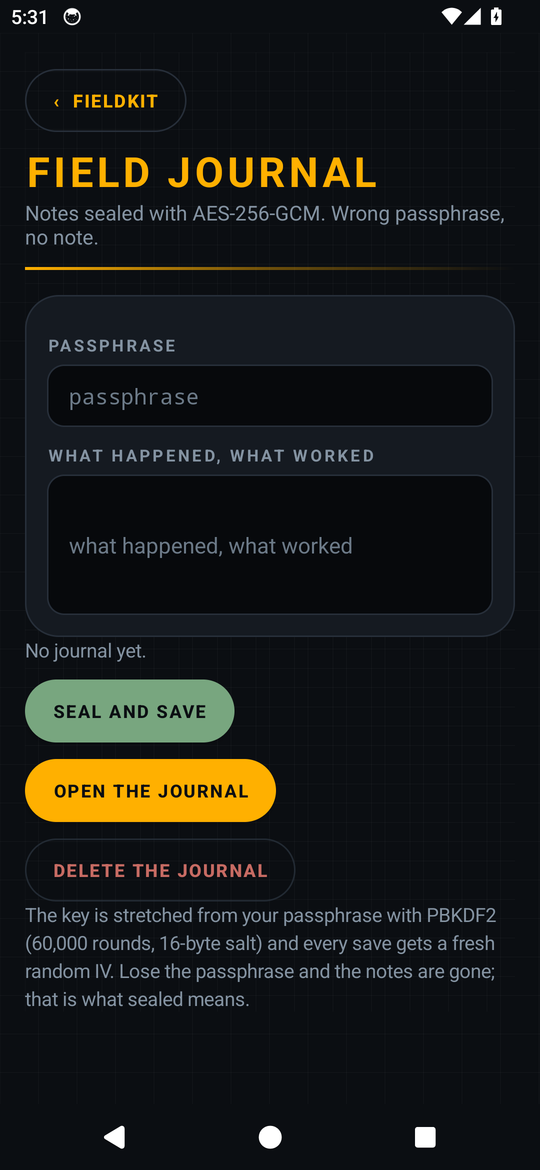 5:31
‹ FIELDKIT
FIELD JOURNAL
Notes sealed with AES-256-GCM. Wrong passphrase,
no note.
PASSPHRASE
passphrase
WHAT HAPPENED, WHAT WORKED
what happened, what worked
No journal yet.
SEAL AND SAVE
OPEN THE JOURNAL
DELETE THE JOURNAL
The key is stretched from your passphrase with PBKDF2
(60,000 rounds, 16-byte salt) and every save gets a fresh
random IV. Lose the passphrase and the notes are gone;
that is what sealed means.